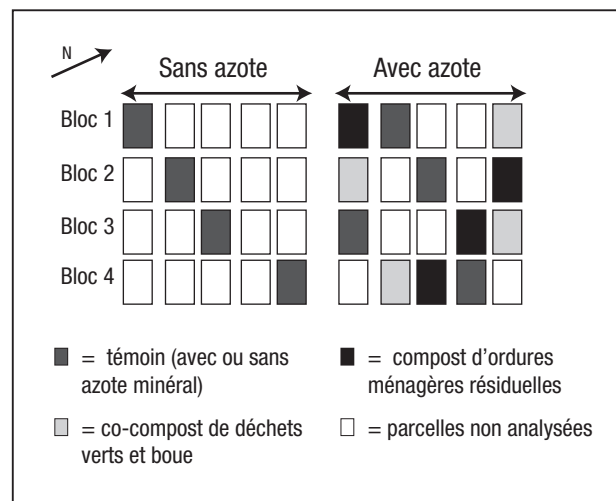 N
Sans azote
Avec azote
Bloc 1
Bloc 2
Bloc 3
Bloc 4
= témoin (avec ou sans
azote minéral)
= compost d'ordures
ménagères résiduelles
= co-compost de déchets
verts et boue
= parcelles non analysées